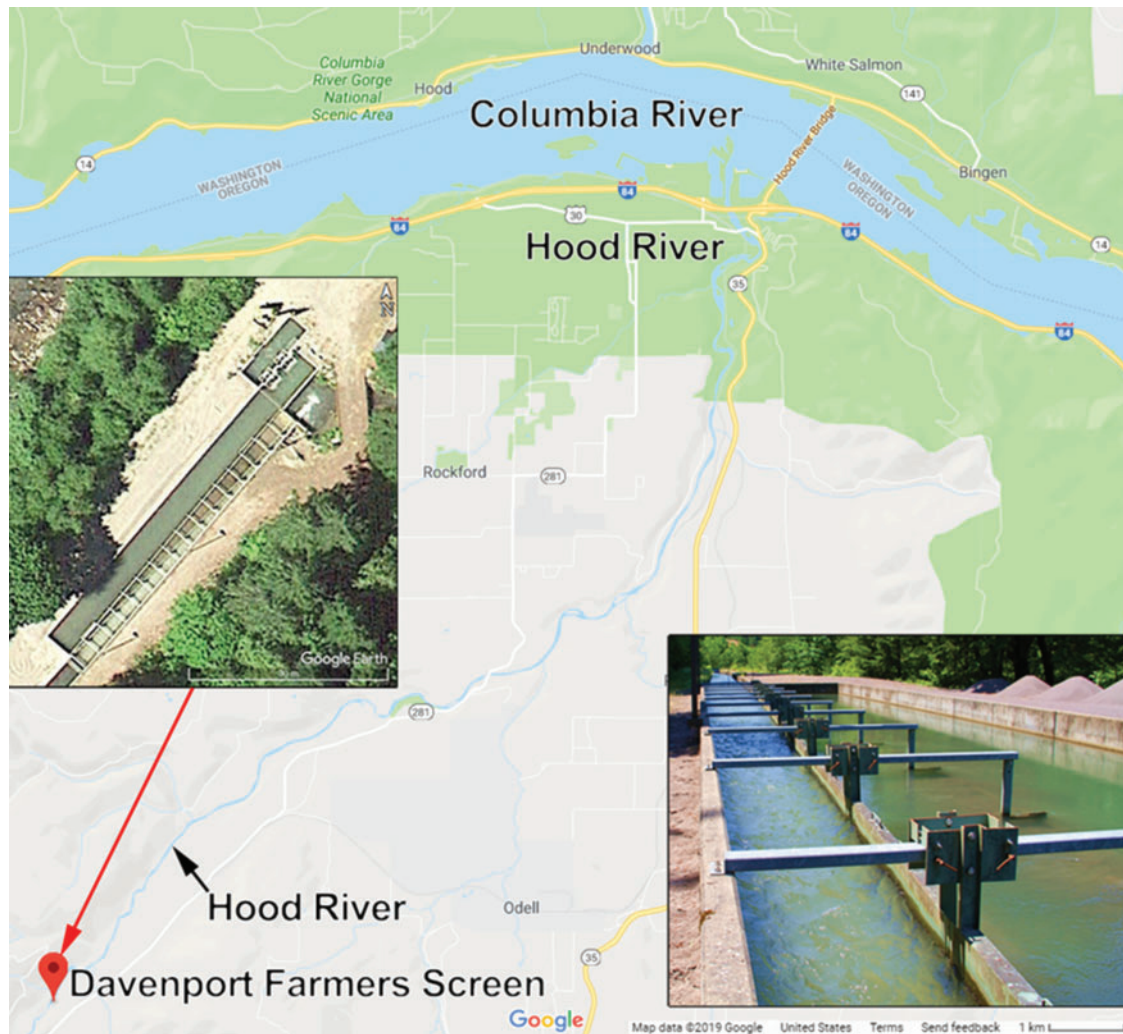 Underwood
White Salmon
Columbia
River Gorge
National
Scenic Area
Hood
Columbia River
141
Hood River Bridge
14
WASHINGTON
OREGON
Bingen
WASHINGTON
OREGON
84
30
84
84
14
Hood River
35
N
Rockford
281
Google Earth
281
Hood River
Odell
35
Davenport Farmers Screen
Google
Map data ©2019 Google United States Terms Send feedback 1 km